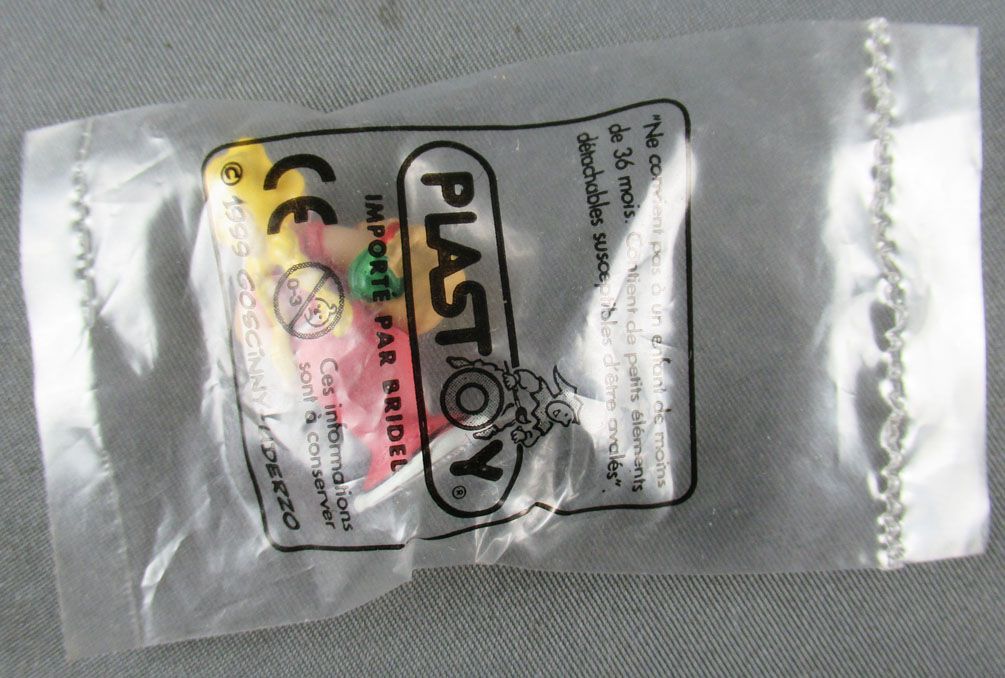 "Ne convient pas à un enfant de moins
de 36 mois. Contient de petits éléments
détachables susceptibles d'être avalés".
PLASTOY®
IMPORTÉ PAR BRIDEL
CE
0-3
Ces informations
sont à conserver
© 1999 GOSCINNY / UDERZO